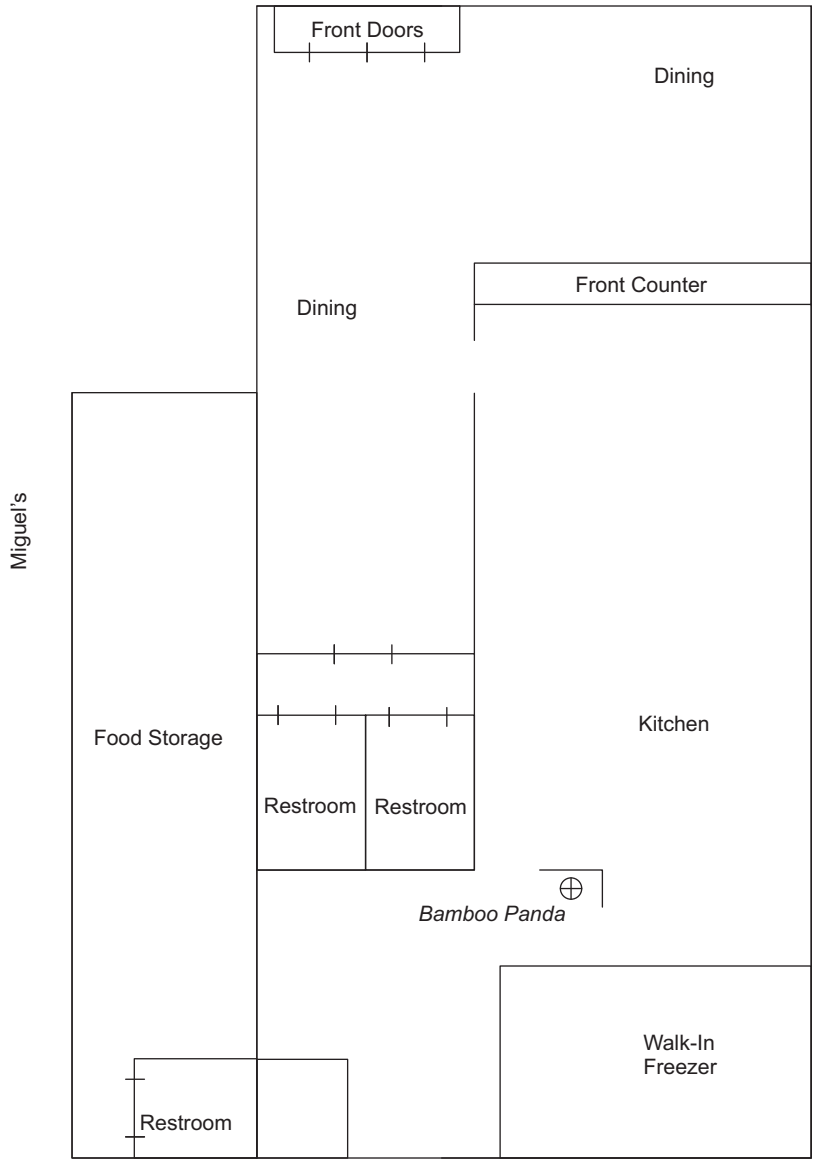 Front Doors
Dining
Front Counter
Dining
Miguel's
Kitchen
Food Storage
Restroom
Restroom
Bamboo Panda
Walk-In
Freezer
Restroom